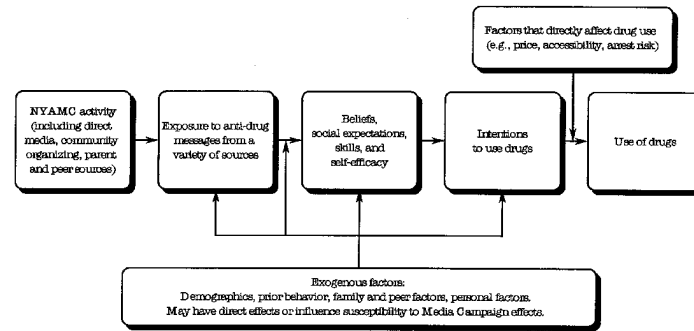 Factors that directly affect drug use
(e.g., price, accessibility, arrest risk)
NYAMC activity
(including direct
media, community
organizing, parent
and peer sources)
Exposure to anti-drug
messages from a
variety of sources
Beliefs,
social expectations,
skills, and
self-efficacy
Intentions
to use drugs
Use of drugs
Exogenous factors:
Demographics, prior behavior, family and peer factors, personal factors.
May have direct effects or influence susceptibility to Media Campaign effects.